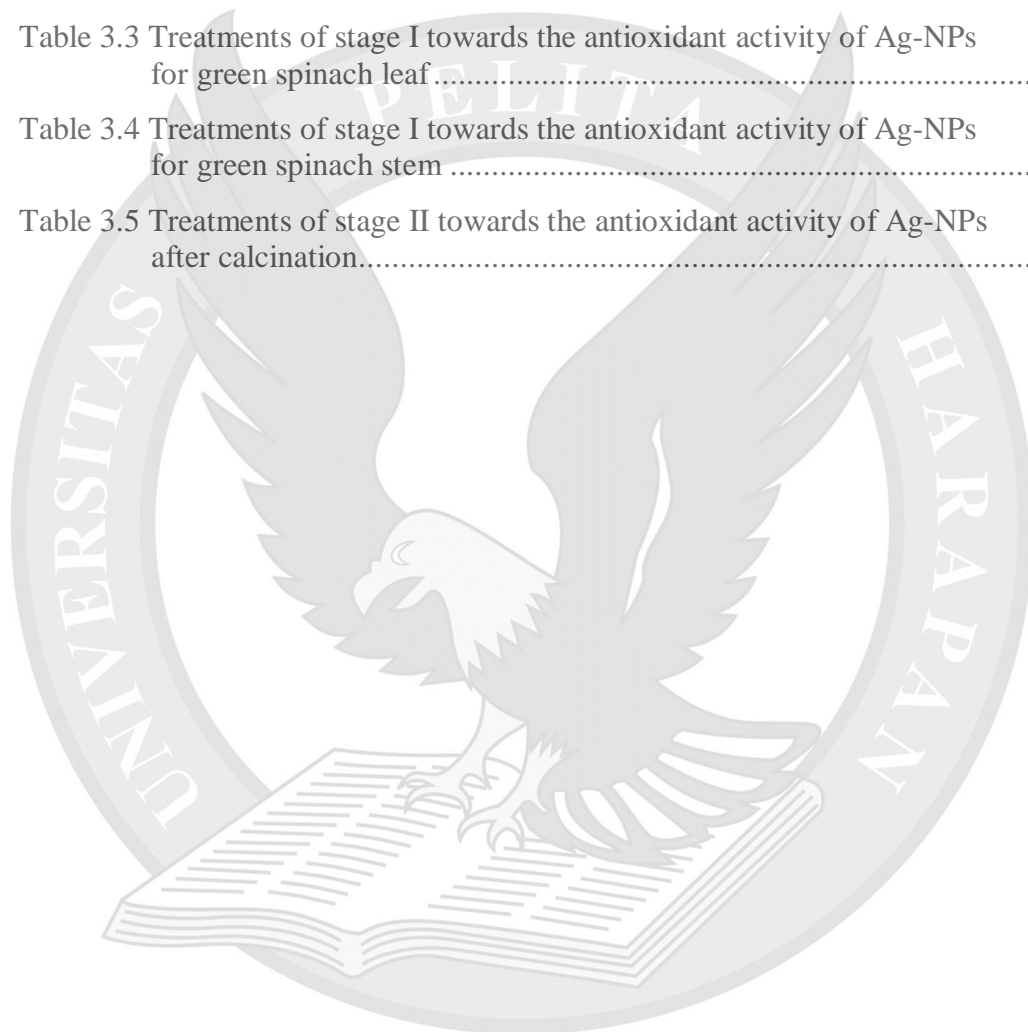 Table 3.3 Treatments of stage I towards the antioxidant activity of Ag-NPs
for green spinach leaf ................................................................................
Table 3.4 Treatments of stage I towards the antioxidant activity of Ag-NPs
for green spinach stem ..............................................................................
Table 3.5 Treatments of stage II towards the antioxidant activity of Ag-NPs
after calcination..........................................................................................
UNIVERSITAS PELITA HARAPAN